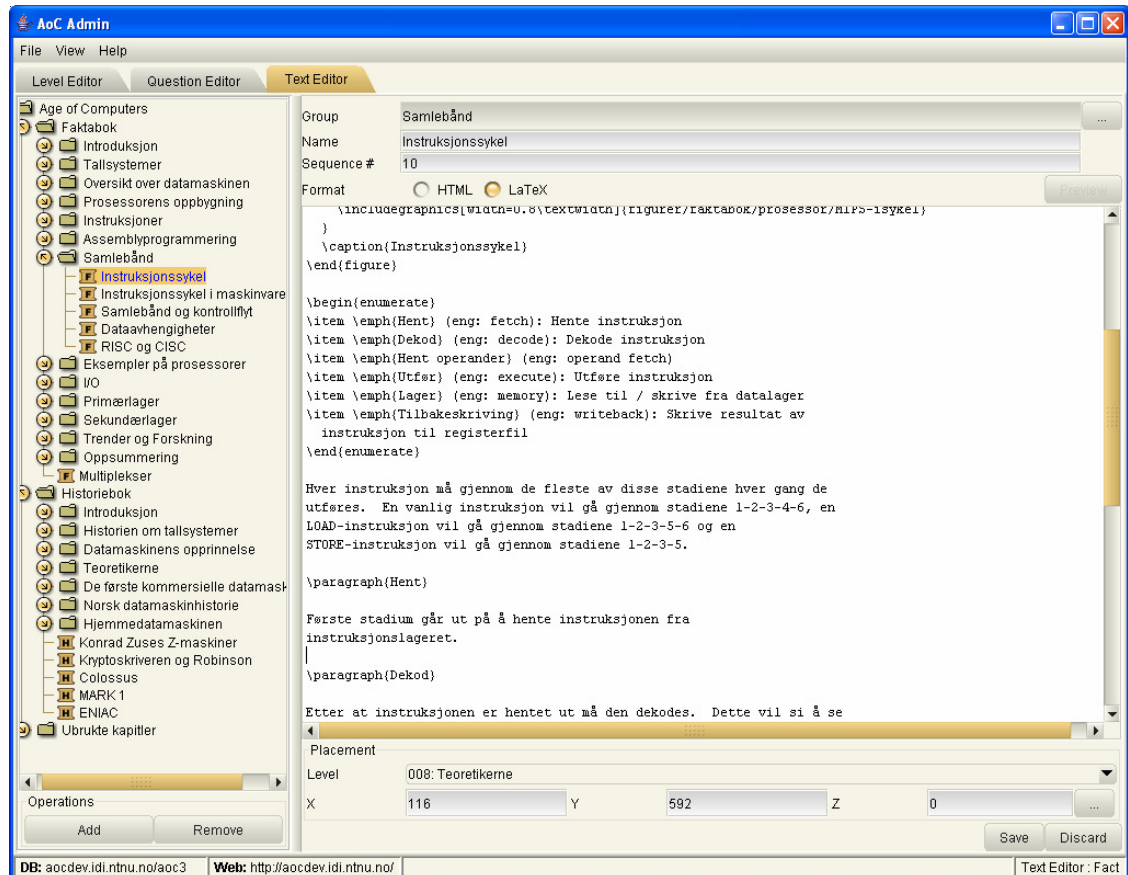 AoC Admin
File View Help
Level Editor Question Editor Text Editor
Age of Computers
Faktabok
Introduksjon
Tallsystemer
Oversikt over datamaskinen
Prosessorens oppbygning
Instruksjoner
Assemblyprogrammering
Samlebånd
F Instruksjonssykel
F Instruksjonssykel i maskinvare
F Samlebånd og kontrollflyt
F Dataavhengigheter
F RISC og CISC
Eksempler på prosessorer
I/O
Primærlager
Sekundærlager
Trender og Forskning
Oppsummering
F Multiplekser
Historiebok
Introduksjon
Historien om tallsystemer
Datamaskinens opprinnelse
Teoretikerne
De første kommersielle datamask
Norsk datamaskinhistorie
Hjemmedatamaskinen
H Konrad Zuses Z-maskiner
H Kryptoskriveren og Robinson
H Colossus
H MARK 1
H ENIAC
Ubrukte kapitler
Operations
Add Remove
Group Samlebånd ...
Name Instruksjonssykel
Sequence # 10
Format HTML LaTeX Preview
\includegraphics[width=0.8\textwidth]{figurer/faktabok/prosessor/MIPS-isykel}
}
\caption{Instruksjonssykel}
\end{figure}
\begin{enumerate}
\item \emph{Hent} (eng: fetch): Hente instruksjon
\item \emph{Dekod} (eng: decode): Dekode instruksjon
\item \emph{Hent operander} (eng: operand fetch)
\item \emph{Utfør} (eng: execute): Utføre instruksjon
\item \emph{Lager} (eng: memory): Lese til / skrive fra datalager
\item \emph{Tilbakeskriving} (eng: writeback): Skrive resultat av
instruksjon til registerfil
\end{enumerate}
Hver instruksjon må gjennom de fleste av disse stadiene hver gang de
utføres. En vanlig instruksjon vil gå gjennom stadiene 1-2-3-4-6, en
LOAD-instruksjon vil gå gjennom stadiene 1-2-3-5-6 og en
STORE-instruksjon vil gå gjennom stadiene 1-2-3-5.
\paragraph{Hent}
Første stadium går ut på å hente instruksjonen fra
instruksjonslageret.
\paragraph{Dekod}
Etter at instruksjonen er hentet ut må den dekodes. Dette vil si å se
Placement
Level 008: Teoretikerne
X 116 Y 592 Z 0 ...
Save Discard
DB: aocdev.idi.ntnu.no/aoc3 Web: http://aocdev.idi.ntnu.no/ Text Editor : Fact